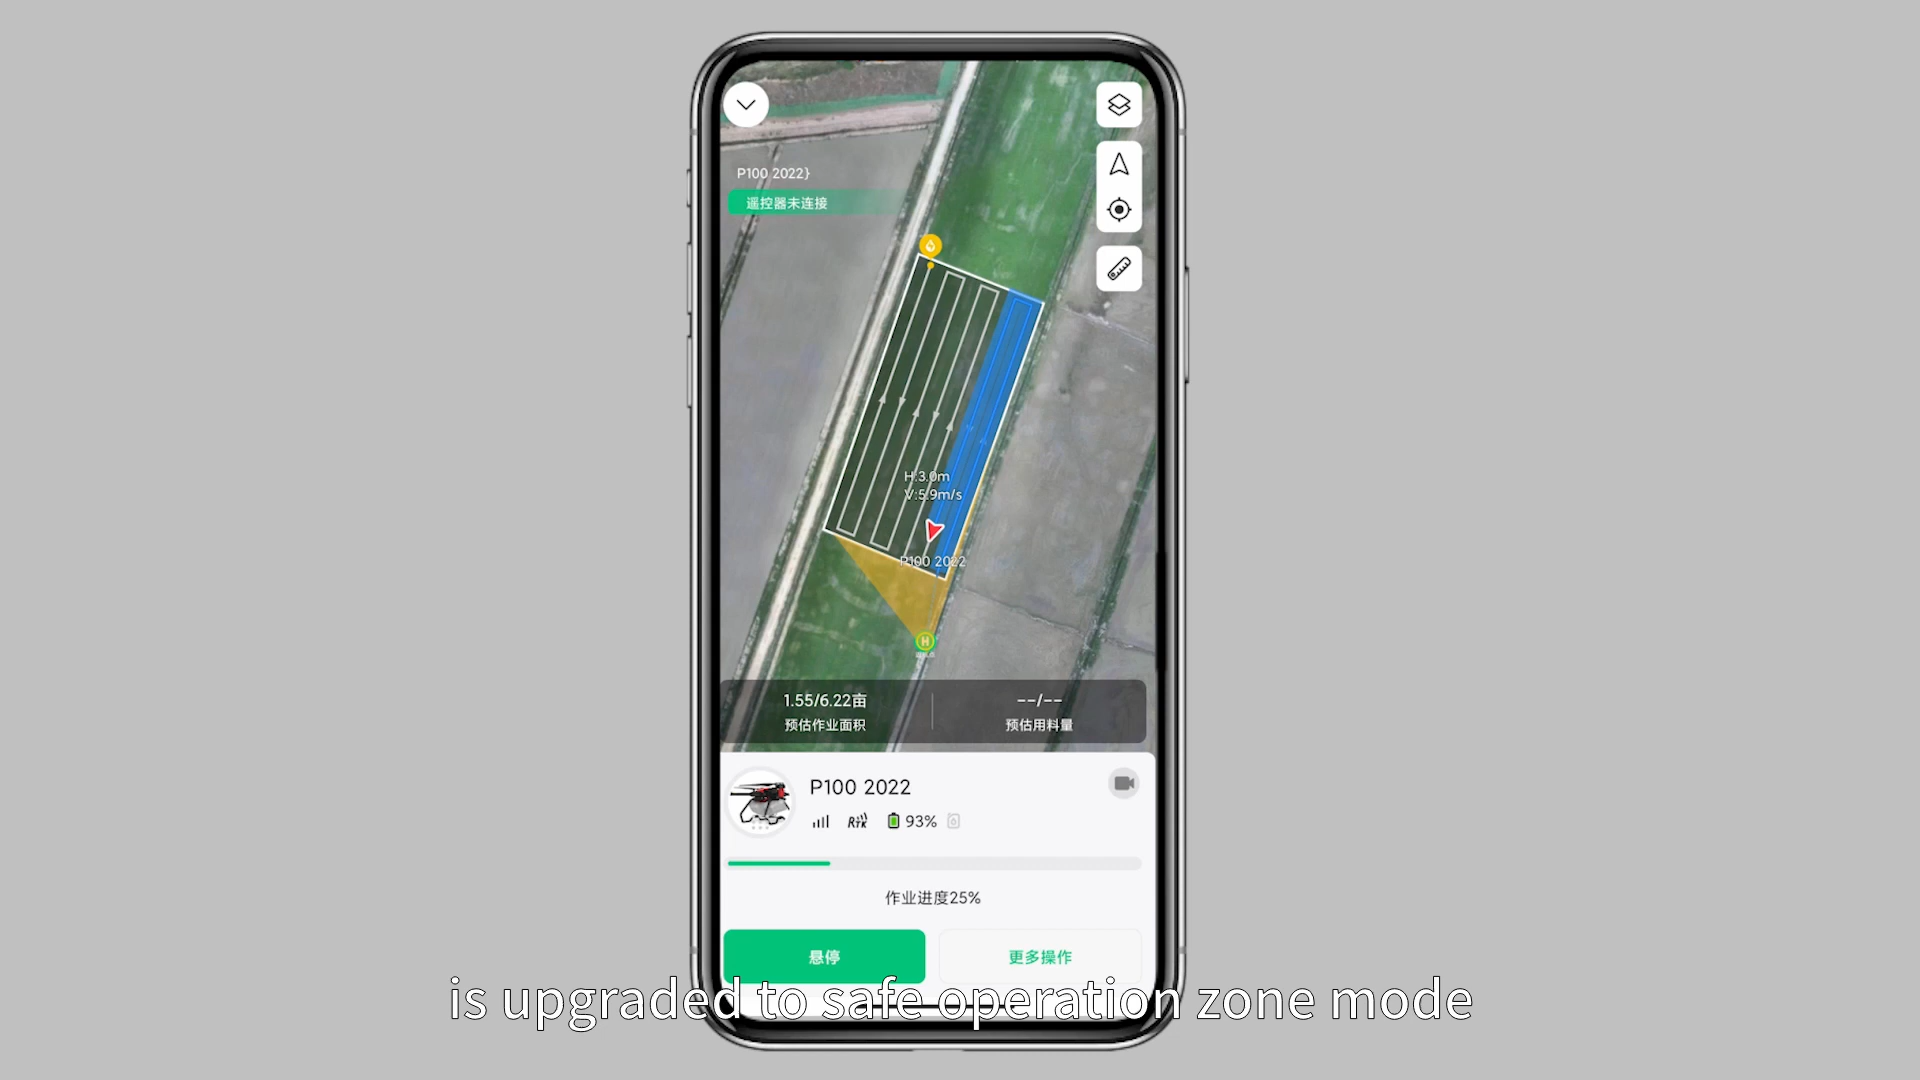 P100 2022}
遥控器未连接
H:3.0m
V:5.9m/s
P100 2022
H
1.55/6.22亩
预估作业面积
--/--
预估用料量
P100 2022
RTK
93%
作业进度25%
悬停
更多操作
is upgraded to safe operation zone mode